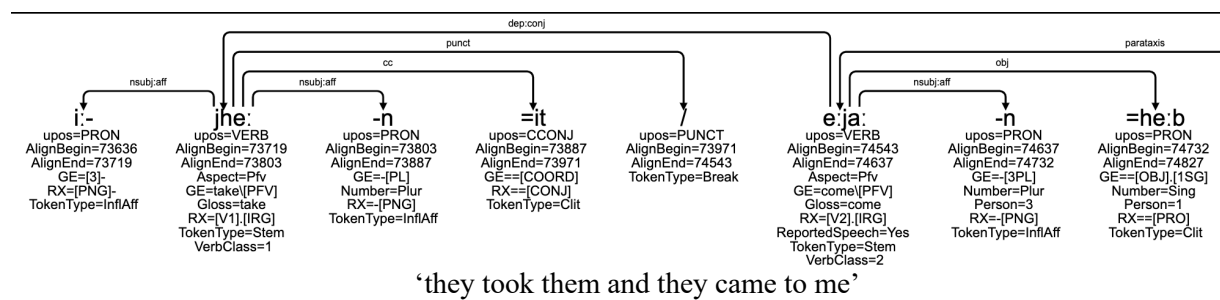 dep:conj
punct parataxis
cc obj
nsubj:aff nsubj:aff nsubj:aff
i:- jhe: -n =it / e:ja: -n =he:b
upos=PRON upos=VERB upos=PRON upos=CCONJ upos=PUNCT upos=VERB upos=PRON upos=PRON
AlignBegin=73636 AlignBegin=73719 AlignBegin=73803 AlignBegin=73887 AlignBegin=73971 AlignBegin=74543 AlignBegin=74637 AlignBegin=74732
AlignEnd=73719 AlignEnd=73803 AlignEnd=73887 AlignEnd=73971 AlignEnd=74543 AlignEnd=74637 AlignEnd=74732 AlignEnd=74827
GE=[3]- Aspect=Pfv GE=-[PL] GE==[COORD] TokenType=Break Aspect=Pfv GE=-[3PL] GE==[OBJ].[1SG]
RX=[PNG]- GE=take\[PFV] Number=Plur RX==[CONJ] GE=come\[PFV] Number=Plur Number=Sing
TokenType=InflAff Gloss=take RX=-[PNG] TokenType=Clit Gloss=come Person=3 Person=1
RX=[V1].[IRG] TokenType=InflAff RX=[V2].[IRG] RX=-[PNG] RX==[PRO]
TokenType=Stem ReportedSpeech=Yes TokenType=InflAff TokenType=Clit
VerbClass=1 TokenType=Stem
VerbClass=2
‘they took them and they came to me’